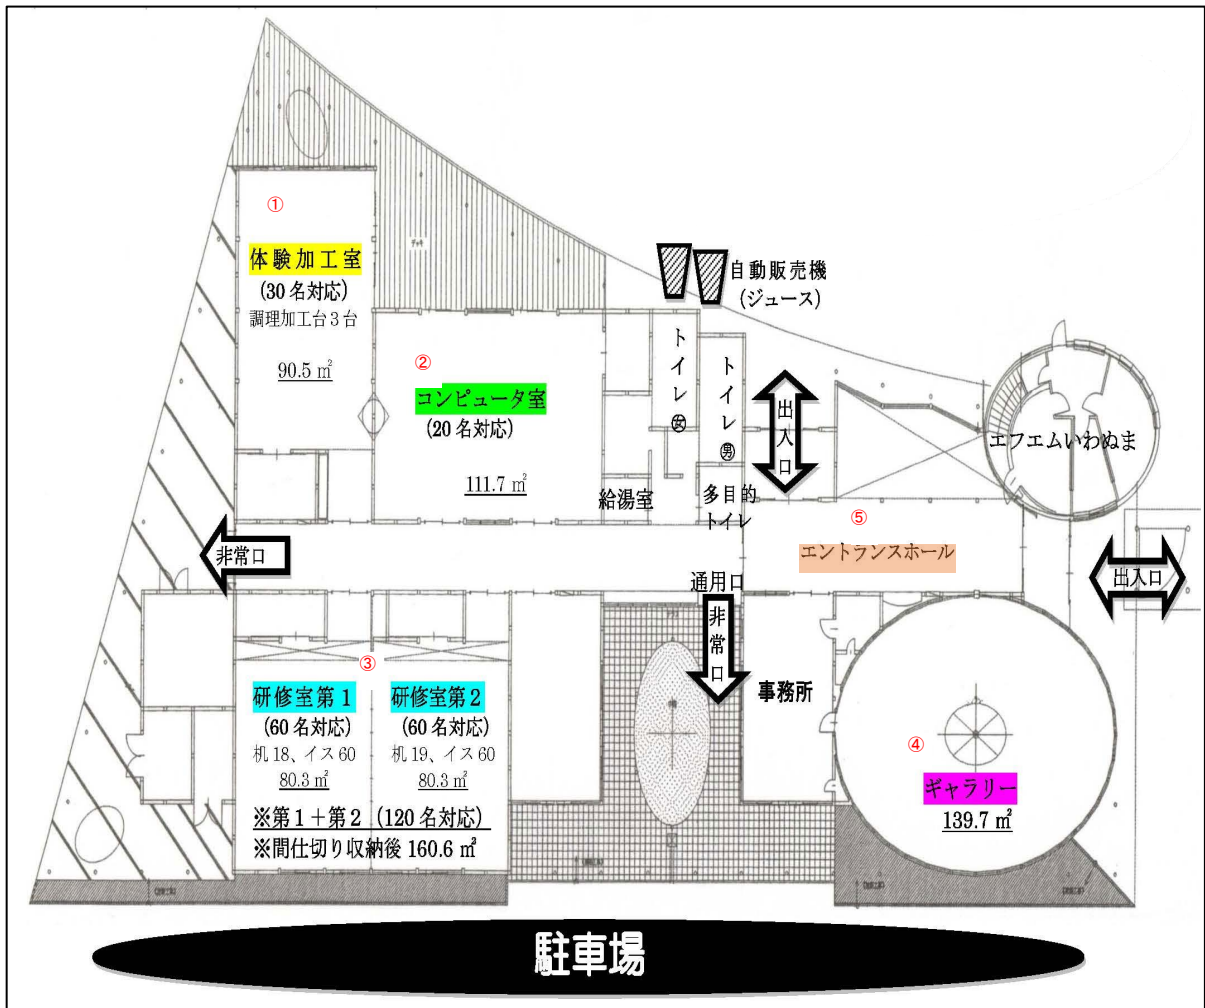 ①
体験加工室
(30名対応)
調理加工台3台
90.5㎡
デッキ
②
コンピュータ室
(20名対応)
111.7㎡
自動販売機
(ジュース)
トイレ㊛
トイレ㊚
出入口
エフエムいわぬま
給湯室
多目的
トイレ
⑤
エントランスホール
非常口
出入口
通用口
非常口
事務所
③
研修室第1
(60名対応)
机18、イス60
80.3㎡
研修室第2
(60名対応)
机19、イス60
80.3㎡
※第1+第2 (120名対応)
※間仕切り収納後 160.6㎡
④
ギャラリー
139.7㎡
駐車場